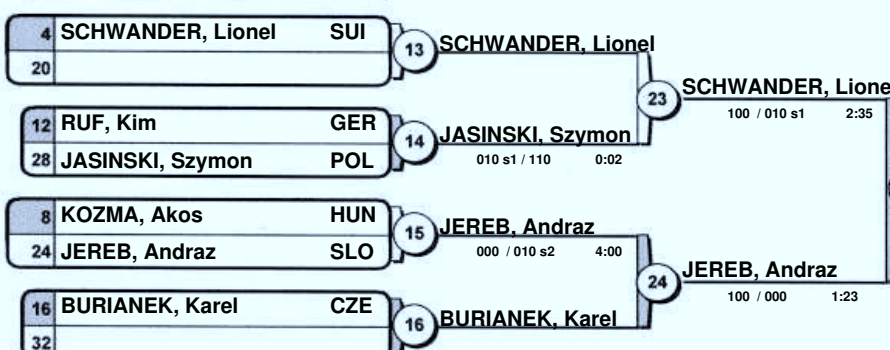 4 SCHWANDER, Lionel SUI
20
13 SCHWANDER, Lionel
12 RUF, Kim GER
28 JASINSKI, Szymon POL
14 JASINSKI, Szymon
010 s1 / 110 0:02
23 SCHWANDER, Lione
100 / 010 s1 2:35
8 KOZMA, Akos HUN
24 JEREB, Andraz SLO
15 JEREB, Andraz
000 / 010 s2 4:00
16 BURIANEK, Karel CZE
32
16 BURIANEK, Karel
24 JEREB, Andraz
100 / 000 1:23